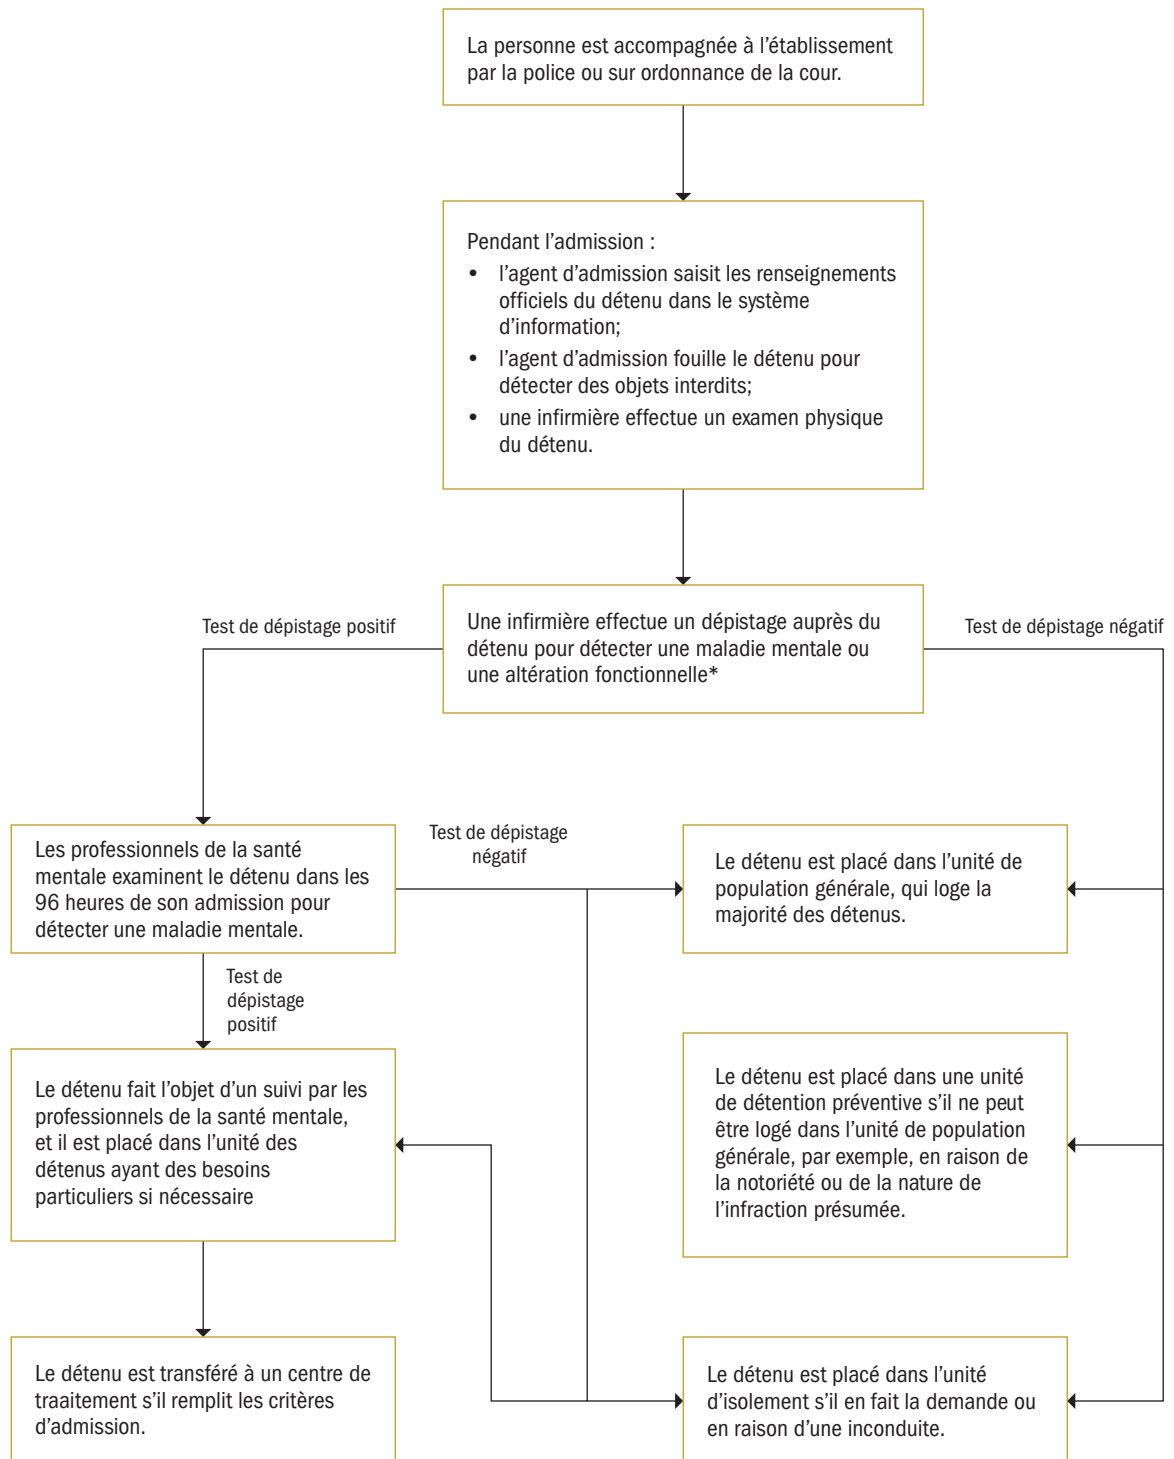 La personne est accompagnée à l'établissement
par la police ou sur ordonnance de la cour.
Pendant l'admission :
• l'agent d'admission saisit les renseignements
officiels du détenu dans le système
d'information;
• l'agent d'admission fouille le détenu pour
détecter des objets interdits;
• une infirmière effectue un examen physique
du détenu.
Test de dépistage positif
Une infirmière effectue un dépistage auprès du
détenu pour détecter une maladie mentale ou
une altération fonctionnelle*
Test de dépistage négatif
Les professionnels de la santé
mentale examinent le détenu dans les
96 heures de son admission pour
détecter une maladie mentale.
Test de dépistage
négatif
Le détenu est placé dans l'unité de
population générale, qui loge la
majorité des détenus.
Test de
dépistage
positif
Le détenu fait l'objet d'un suivi par les
professionnels de la santé mentale,
et il est placé dans l'unité des
détenus ayant des besoins
particuliers si nécessaire
Le détenu est placé dans une unité
de détention préventive s'il ne peut
être logé dans l'unité de population
générale, par exemple, en raison de
la notoriété ou de la nature de
l'infraction présumée.
Le détenu est transféré à un centre de
traaitement s'il remplit les critères
d'admission.
Le détenu est placé dans l'unité
d'isolement s'il en fait la demande ou
en raison d'une inconduite.